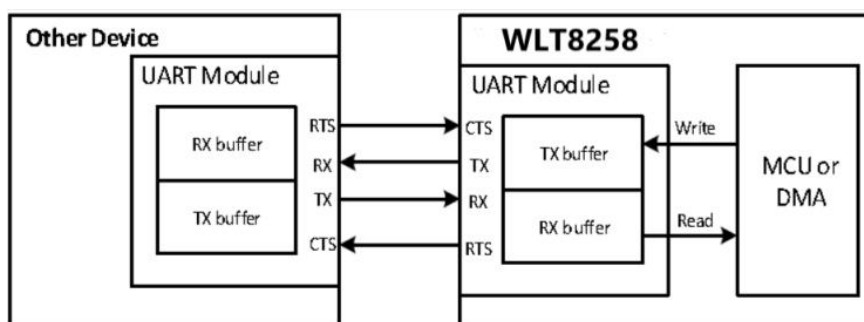 Other Device
UART Module
RX buffer
TX buffer
RTS
RX
TX
CTS
WLT8258
UART Module
CTS
TX
RX
RTS
TX buffer
RX buffer
Write
Read
MCU or
DMA